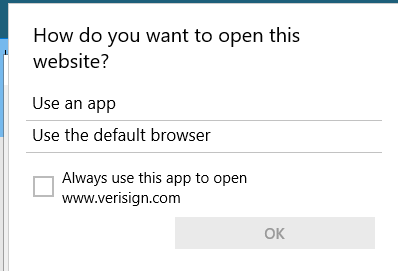 How do you want to open this
website?
Use an app
Use the default browser
Always use this app to open
www.verisign.com
OK